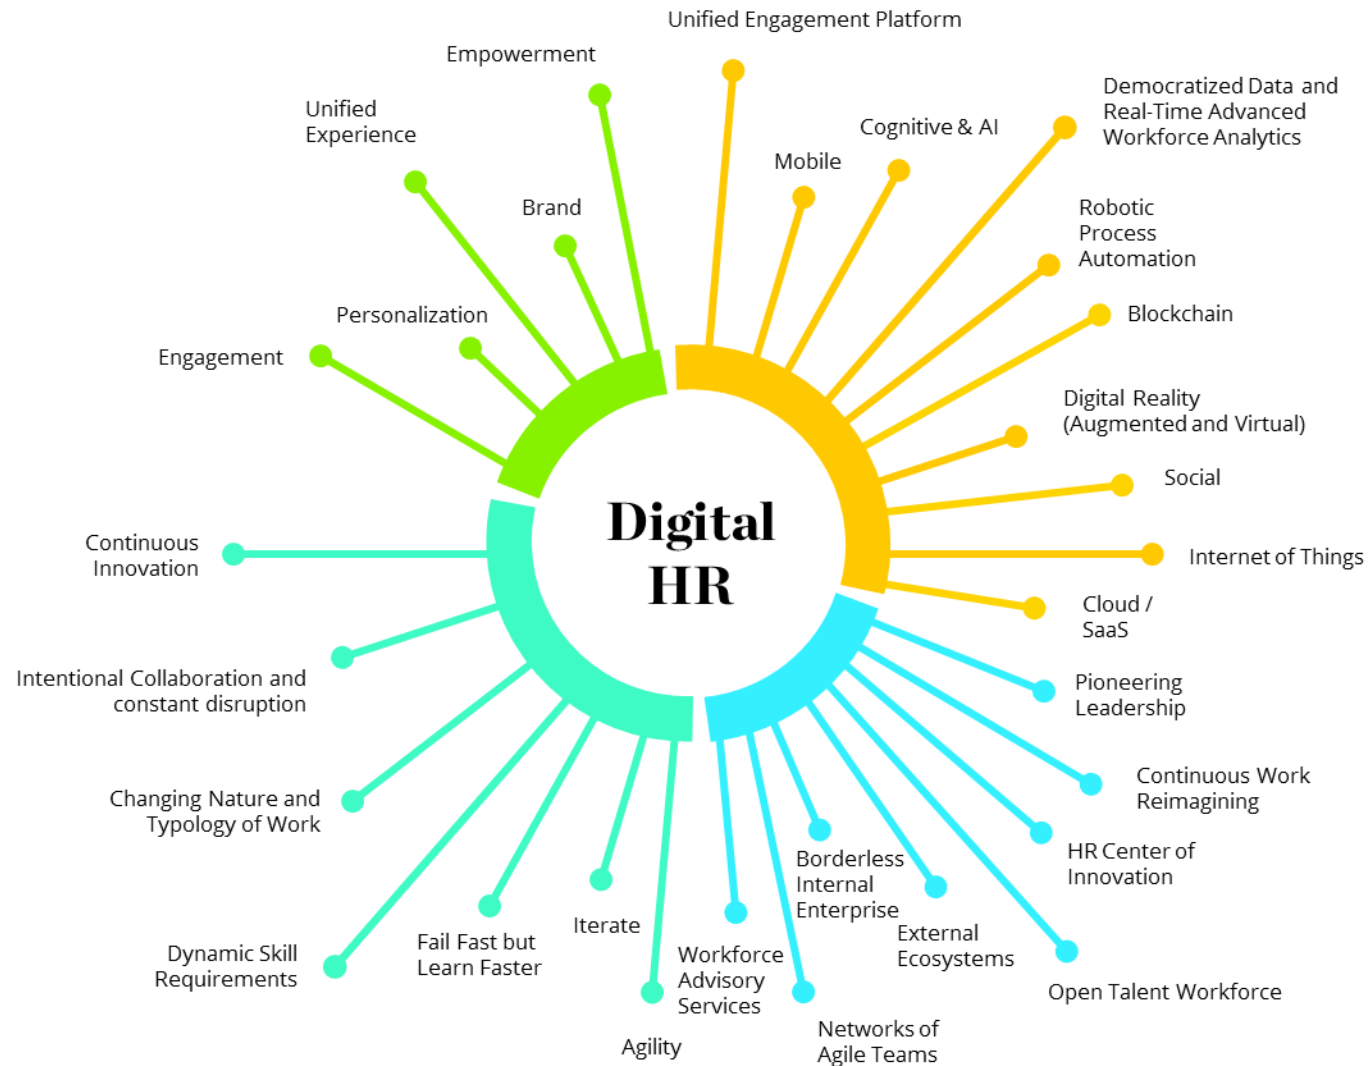 Unified Engagement Platform
Empowerment
Unified
Experience
Brand
Personalization
Engagement
Mobile
Cognitive & AI
Democratized Data and
Real-Time Advanced
Workforce Analytics
Robotic
Process
Automation
Blockchain
Digital Reality
(Augmented and Virtual)
Social
Internet of Things
Cloud /
SaaS
Digital
HR
Continuous
Innovation
Intentional Collaboration and
constant disruption
Changing Nature and
Typology of Work
Dynamic Skill
Requirements
Fail Fast but
Learn Faster
Iterate
Agility
Workforce
Advisory
Services
Networks of
Agile Teams
Borderless
Internal
Enterprise
External
Ecosystems
Open Talent Workforce
HR Center of
Innovation
Continuous Work
Reimagining
Pioneering
Leadership